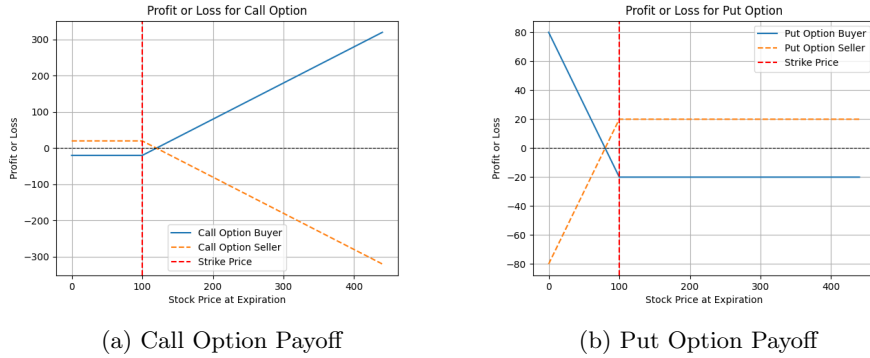 Profit or Loss for Call Option
300
200
100
0
−100
−200
−300
Profit or Loss
Call Option Buyer
Call Option Seller
Strike Price
0 100 200 300 400
Stock Price at Expiration
(a) Call Option Payoff
Profit or Loss for Put Option
80
60
40
20
0
−20
−40
−60
−80
Profit or Loss
Put Option Buyer
Put Option Seller
Strike Price
0 100 200 300 400
Stock Price at Expiration
(b) Put Option Payoff